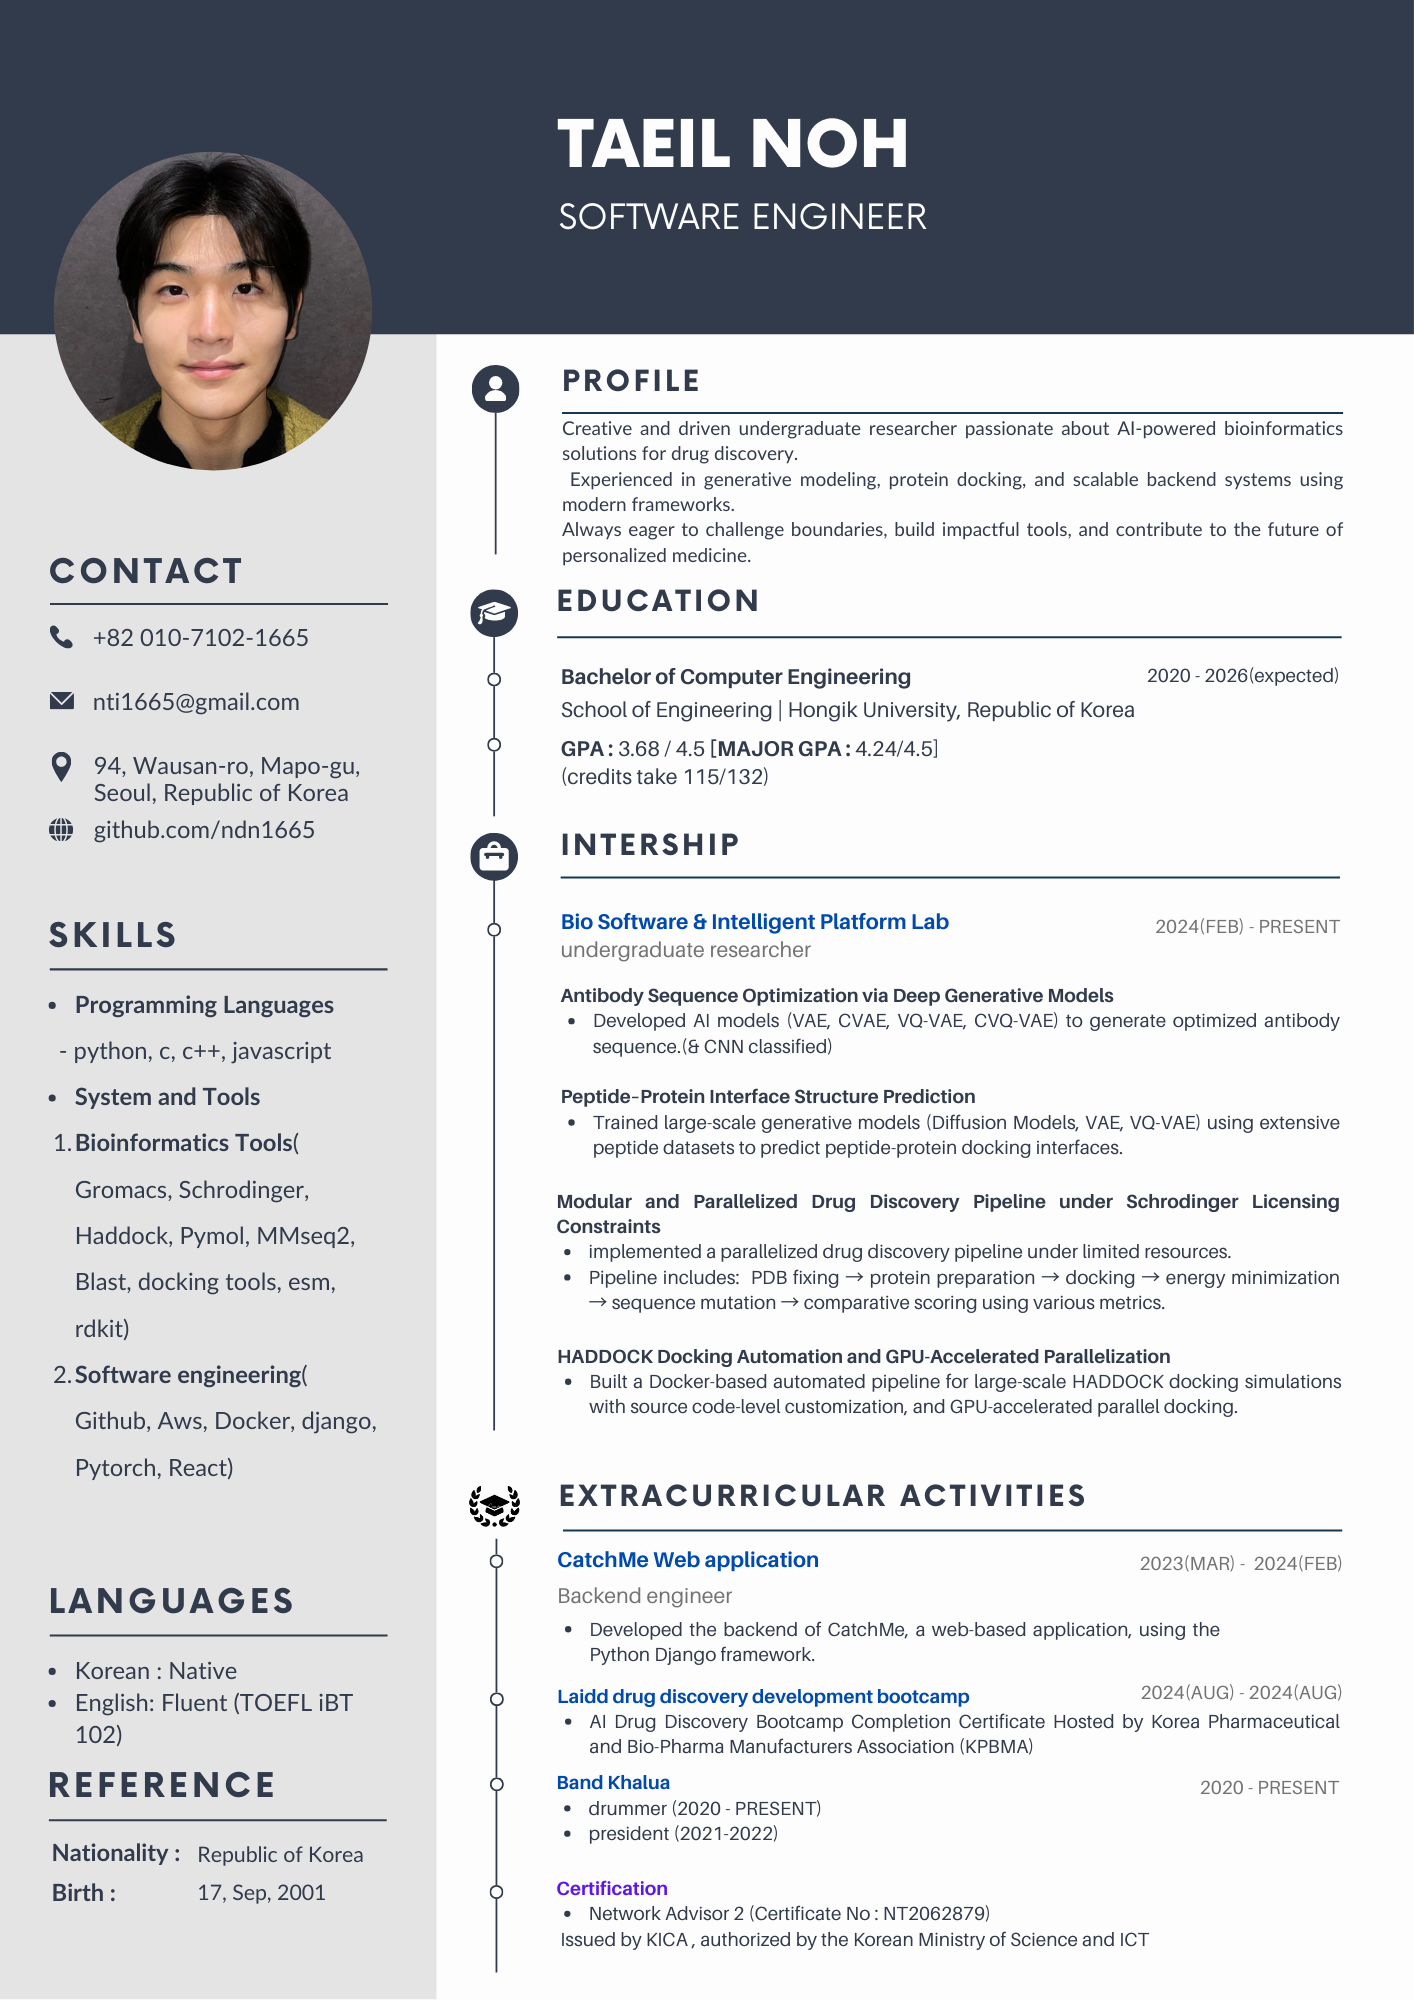 TAEIL NOH
SOFTWARE ENGINEER
CONTACT
+82 010-7102-1665
nti1665@gmail.com
94, Wausan-ro, Mapo-gu,
Seoul, Republic of Korea
github.com/ndn1665
SKILLS
• Programming Languages
- python, c, c++, javascript
• System and Tools
1. Bioinformatics Tools(
Gromacs, Schrodinger,
Haddock, Pymol, MMseq2,
Blast, docking tools, esm,
rdkit)
2. Software engineering(
Github, Aws, Docker, django,
Pytorch, React)
LANGUAGES
• Korean : Native
• English: Fluent (TOEFL iBT
102)
REFERENCE
Nationality : Republic of Korea
Birth : 17, Sep, 2001
PROFILE
Creative and driven undergraduate researcher passionate about AI-powered bioinformatics
solutions for drug discovery.
Experienced in generative modeling, protein docking, and scalable backend systems using
modern frameworks.
Always eager to challenge boundaries, build impactful tools, and contribute to the future of
personalized medicine.
EDUCATION
Bachelor of Computer Engineering 2020 - 2026(expected)
School of Engineering | Hongik University, Republic of Korea
GPA : 3.68 / 4.5 [MAJOR GPA : 4.24/4.5]
(credits take 115/132)
INTERSHIP
Bio Software & Intelligent Platform Lab 2024(FEB) - PRESENT
undergraduate researcher
Antibody Sequence Optimization via Deep Generative Models
• Developed AI models (VAE, CVAE, VQ-VAE, CVQ-VAE) to generate optimized antibody
sequence.(& CNN classified)
Peptide–Protein Interface Structure Prediction
• Trained large-scale generative models (Diffusion Models, VAE, VQ-VAE) using extensive
peptide datasets to predict peptide-protein docking interfaces.
Modular and Parallelized Drug Discovery Pipeline under Schrodinger Licensing
Constraints
• implemented a parallelized drug discovery pipeline under limited resources.
• Pipeline includes: PDB fixing → protein preparation → docking → energy minimization
→ sequence mutation → comparative scoring using various metrics.
HADDOCK Docking Automation and GPU-Accelerated Parallelization
• Built a Docker-based automated pipeline for large-scale HADDOCK docking simulations
with source code-level customization, and GPU-accelerated parallel docking.
EXTRACURRICULAR ACTIVITIES
CatchMe Web application 2023(MAR) - 2024(FEB)
Backend engineer
• Developed the backend of CatchMe, a web-based application, using the
Python Django framework.
Laidd drug discovery development bootcamp 2024(AUG) - 2024(AUG)
• AI Drug Discovery Bootcamp Completion Certificate Hosted by Korea Pharmaceutical
and Bio-Pharma Manufacturers Association (KPBMA)
Band Khalua 2020 - PRESENT
• drummer (2020 - PRESENT)
• president (2021-2022)
Certification
• Network Advisor 2 (Certificate No : NT2062879)
Issued by KICA , authorized by the Korean Ministry of Science and ICT